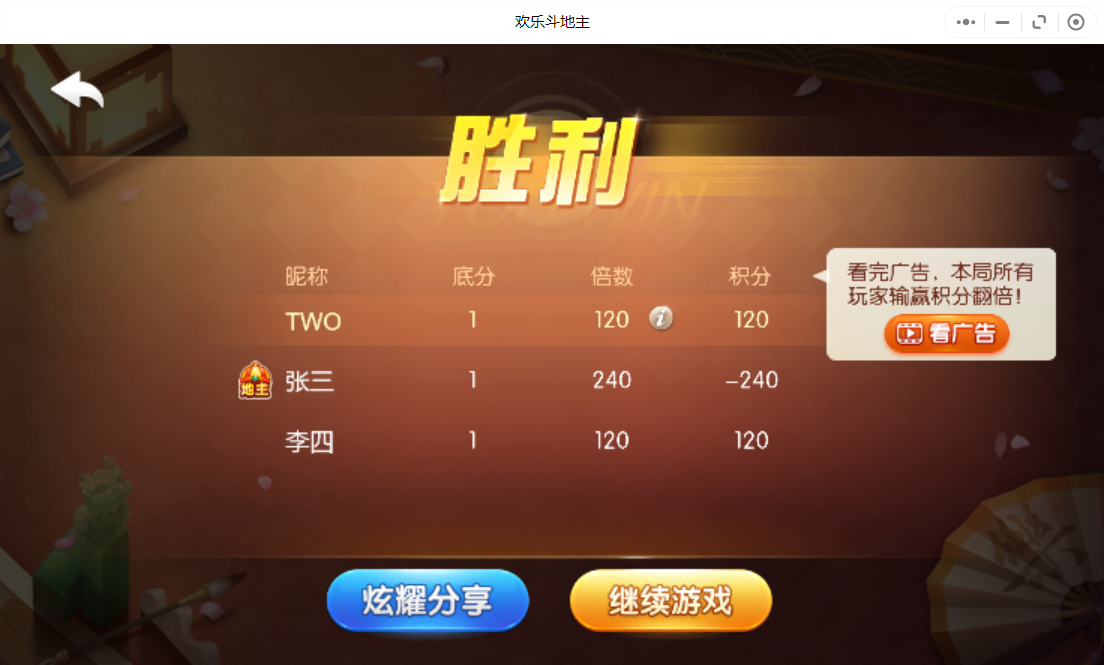 欢乐斗地主
胜利
昵称 底分 倍数 积分
TWO 1 120 i 120
地主 张三 1 240 -240
李四 1 120 120
看完广告，本局所有
玩家输赢积分翻倍！
看广告
炫耀分享 继续游戏